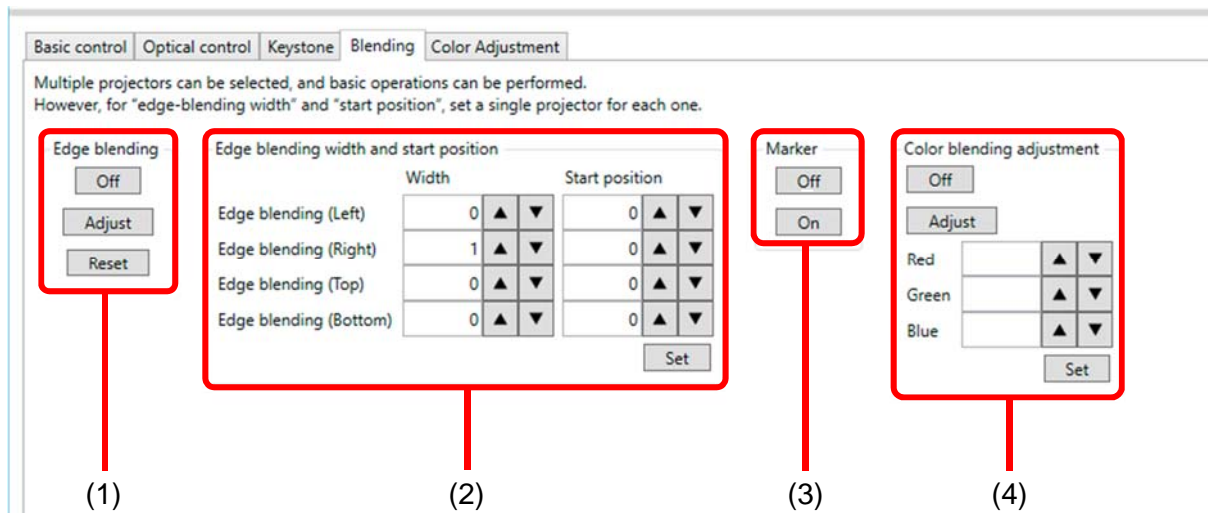 Basic control Optical control Keystone Blending Color Adjustment
Multiple projectors can be selected, and basic operations can be performed.
However, for "edge-blending width" and "start position", set a single projector for each one.
Edge blending
Off
Adjust
Reset
Edge blending width and start position
Width Start position
Edge blending (Left) 0 ▲ ▼ 0 ▲ ▼
Edge blending (Right) 1 ▲ ▼ 0 ▲ ▼
Edge blending (Top) 0 ▲ ▼ 0 ▲ ▼
Edge blending (Bottom) 0 ▲ ▼ 0 ▲ ▼
Set
Marker
Off
On
Color blending adjustment
Off
Adjust
Red ▲ ▼
Green ▲ ▼
Blue ▲ ▼
Set
(1) (2) (3) (4)